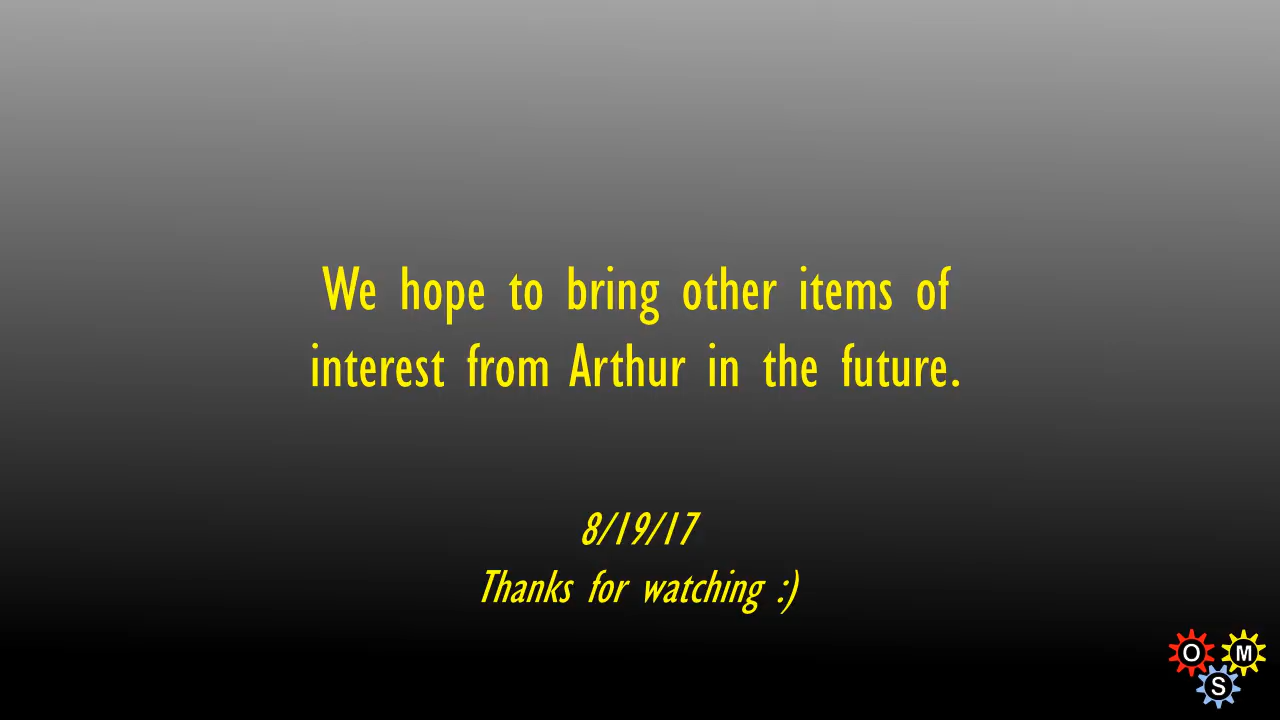 We hope to bring other items of
interest from Arthur in the future.
8/19/17
Thanks for watching :)
O M
S